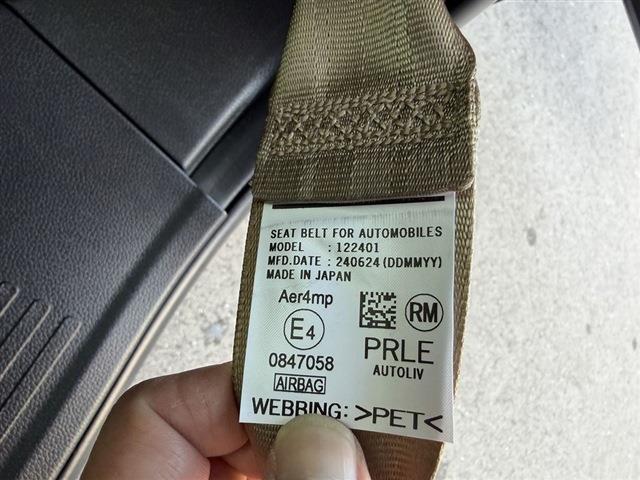 SEAT BELT FOR AUTOMOBILES
MODEL : 122401
MFD.DATE : 240624 (DDMMYY)
MADE IN JAPAN
Aer4mp
RM
E4
0847058
PRLE
AUTOLIV
AIRBAG
WEBBING: >PET<